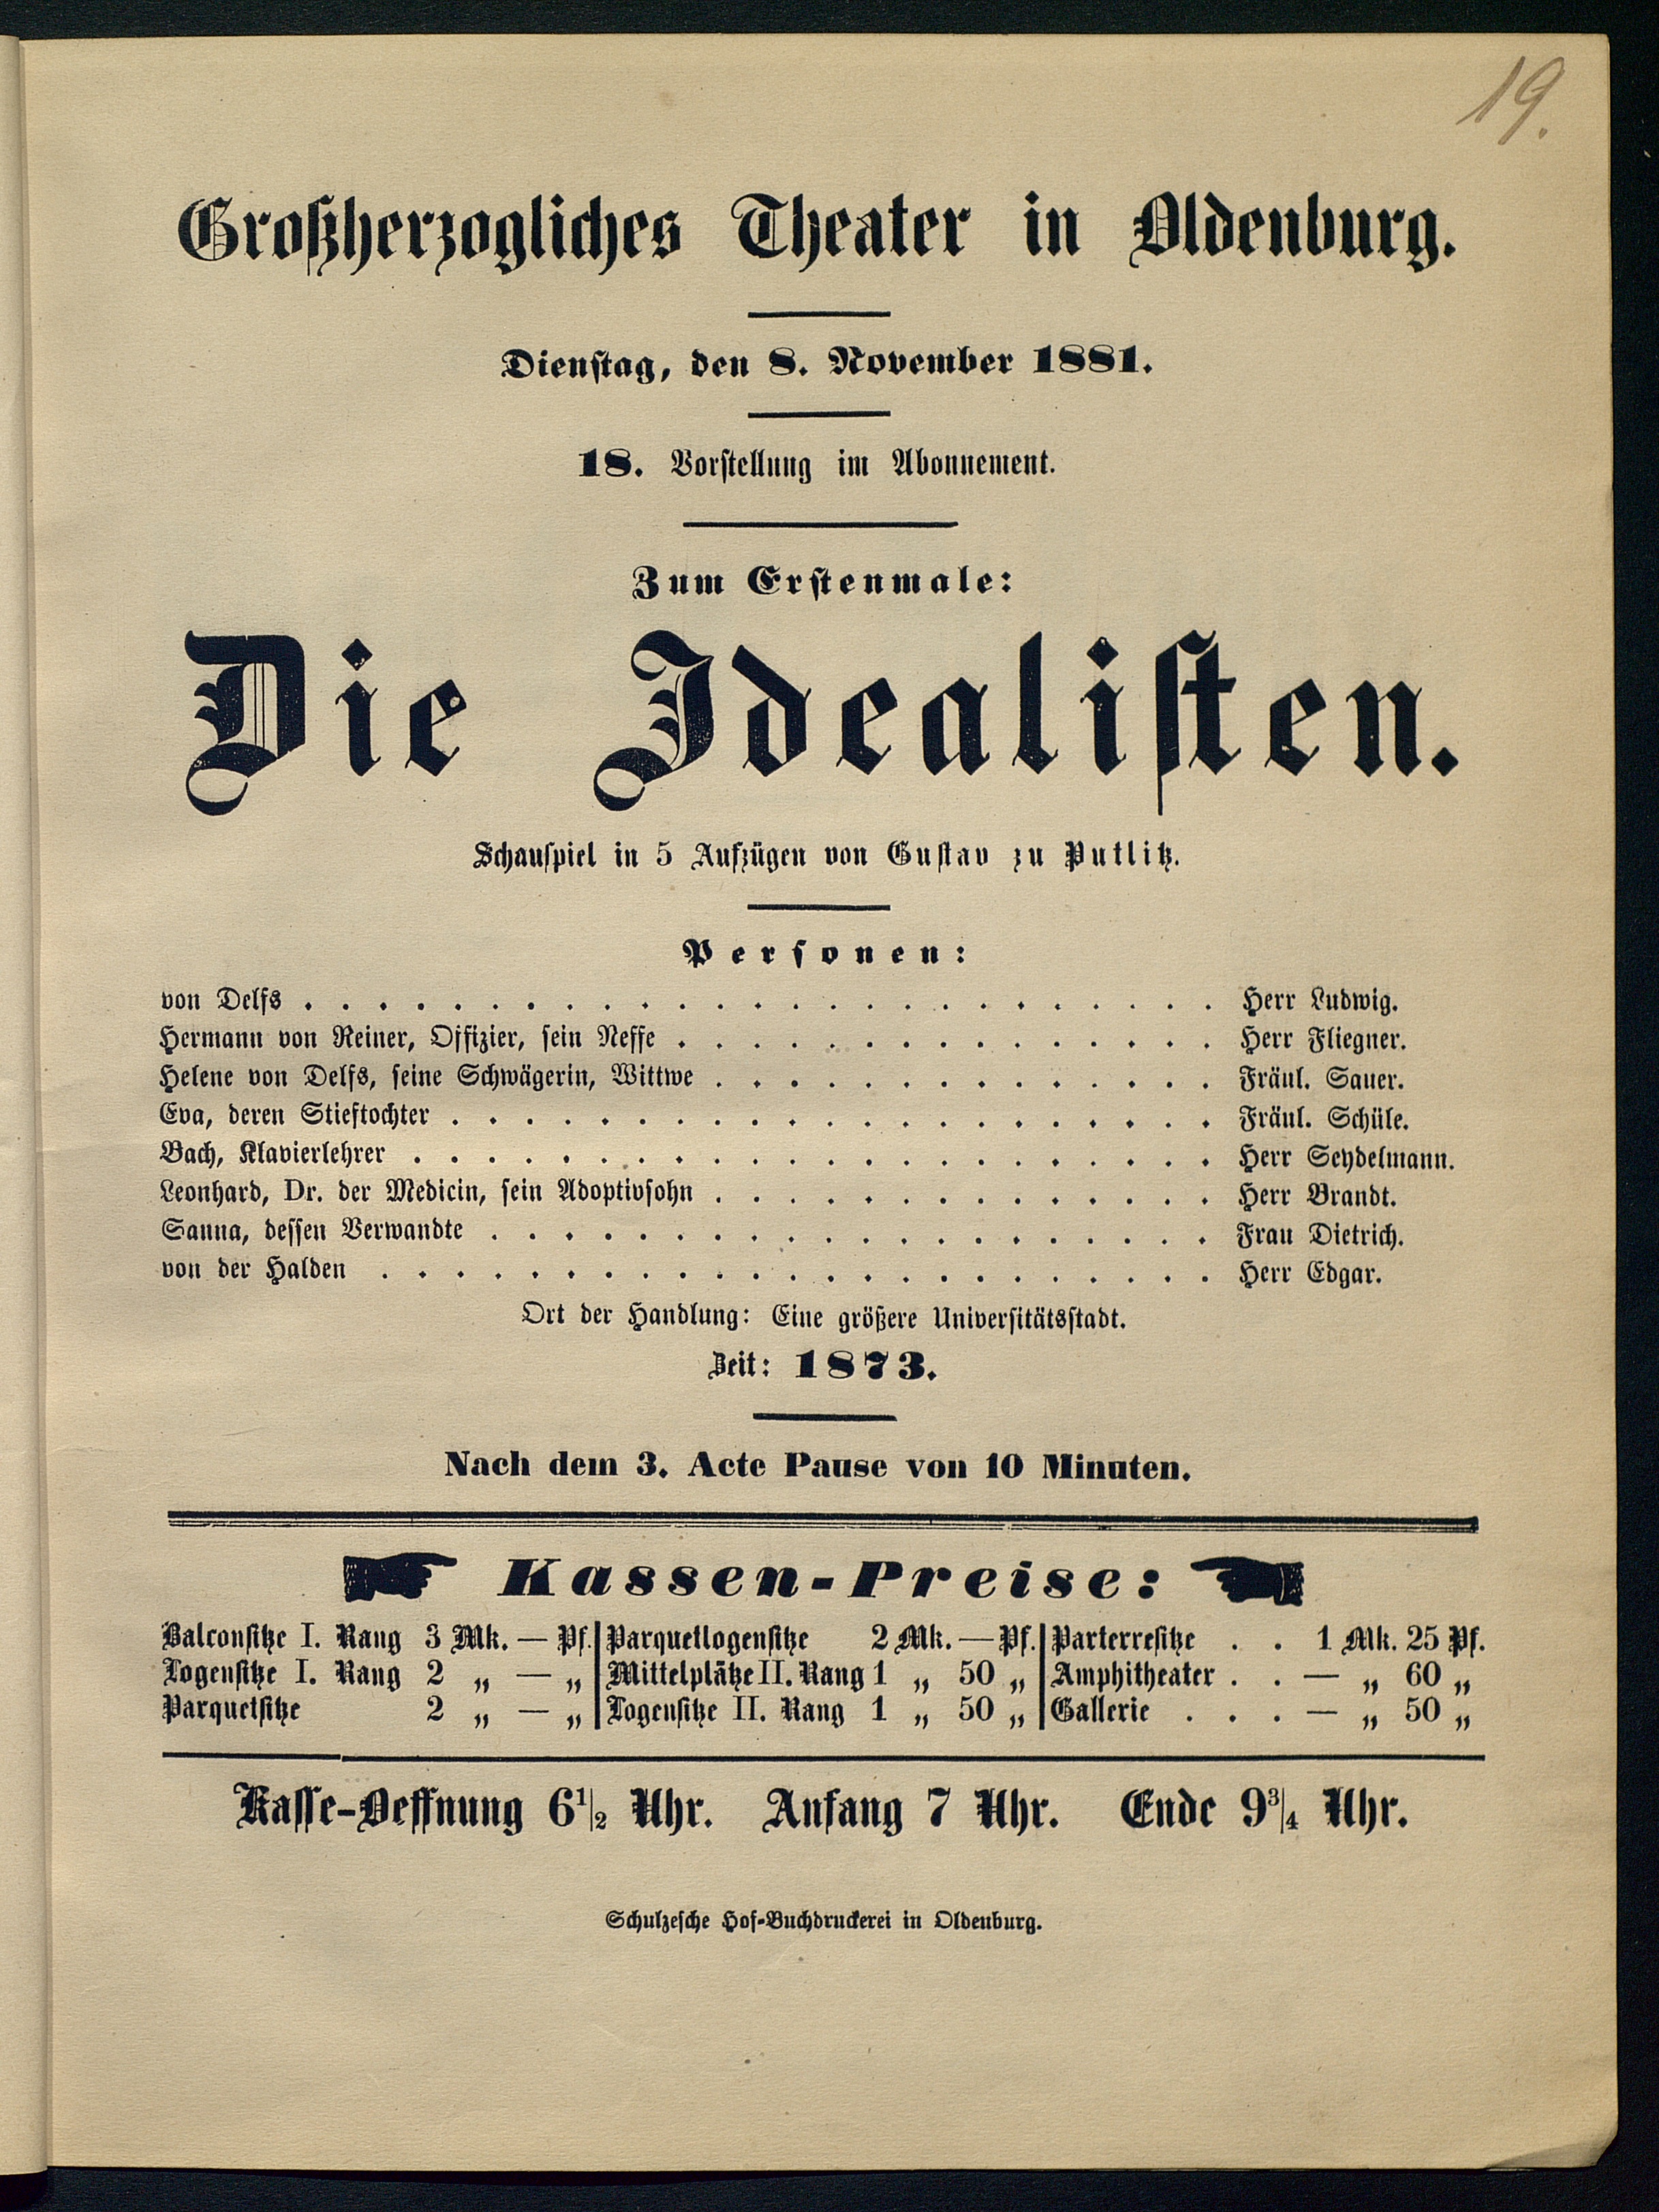 19.
Großherzogliches Theater in Oldenburg.
Dienstag, den 8. November 1881.
18. Vorstellung im Abonnement.
Zum Erstenmale:
Die Idealisten.
Schauspiel in 5 Aufzügen von Gustav zu Putlitz.
Personen:
von Delfs . . . . . . . . . . . . . . . . . . . . . . . . . Herr Ludwig.
Hermann von Reiner, Offizier, sein Neffe . . . . . . . . . . . . . . . Herr Fliegner.
Helene von Delfs, seine Schwägerin, Wittwe . . . . . . . . . . . . . . Fräul. Sauer.
Eva, deren Stieftochter . . . . . . . . . . . . . . . . . . . . . Fräul. Schüle.
Bach, Klavierlehrer . . . . . . . . . . . . . . . . . . . . . . Herr Seydelmann.
Leonhard, Dr. der Medicin, sein Adoptivsohn . . . . . . . . . . . . . . Herr Brandt.
Sanna, dessen Verwandte . . . . . . . . . . . . . . . . . . . . Frau Dietrich.
von der Halden . . . . . . . . . . . . . . . . . . . . . . . Herr Edgar.
Ort der Handlung: Eine größere Universitätsstadt.
Zeit: 1873.
Nach dem 3. Acte Pause von 10 Minuten.
Kassen-Preise:
Balconsitze I. Rang 3 Mk. — Pf. | Parquetlogensitze 2 Mk. — Pf. | Parterresitze . . 1 Mk. 25 Pf.
Logensitze I. Rang 2 „ — „ | Mittelplätze II. Rang 1 „ 50 „ | Amphitheater . . — „ 60 „
Parquetsitze 2 „ — „ | Logensitze II. Rang 1 „ 50 „ | Gallerie . . . — „ 50 „
Kasse-Oeffnung 6½ Uhr. Anfang 7 Uhr. Ende 9¾ Uhr.
Schulzesche Hof-Buchdruckerei in Oldenburg.